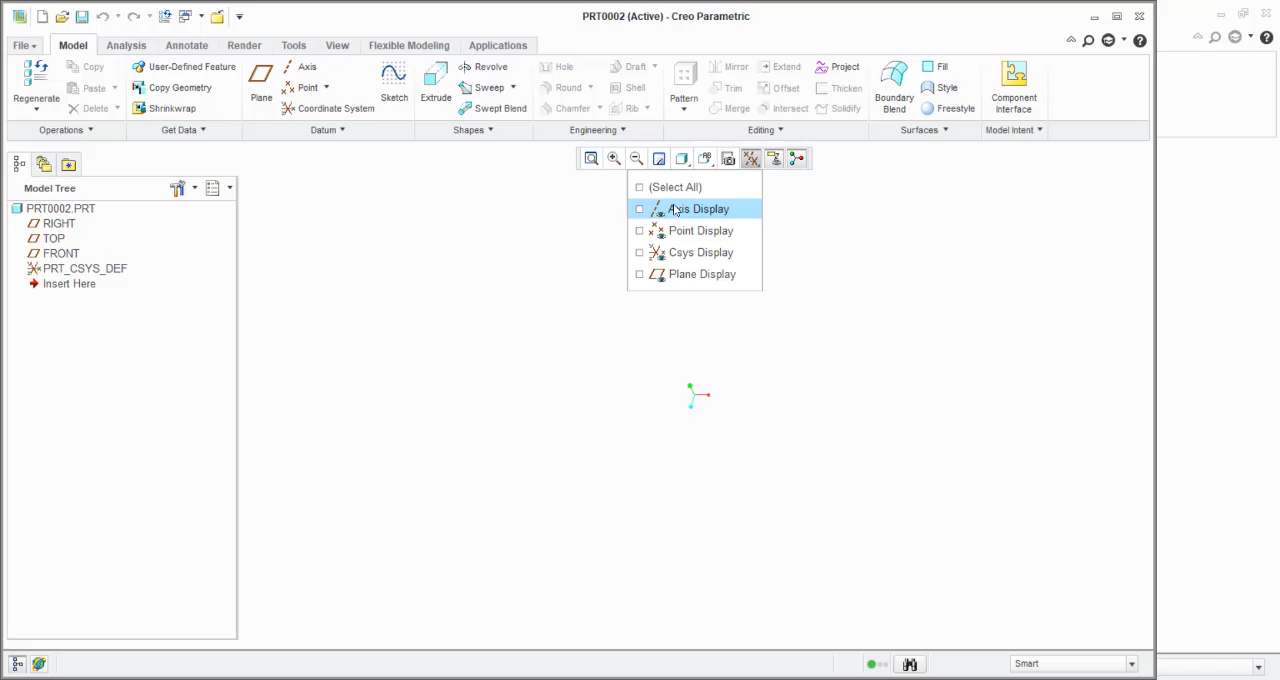 PRT0002 (Active) - Creo Parametric
File Model Analysis Annotate Render Tools View Flexible Modeling Applications
Regenerate
Copy
Paste
Delete
User-Defined Feature
Copy Geometry
Shrinkwrap
Plane
Axis
Point
Coordinate System
Sketch
Extrude
Revolve
Sweep
Swept Blend
Hole
Round
Chamfer
Draft
Shell
Rib
Pattern
Mirror
Trim
Merge
Extend
Offset
Intersect
Project
Thicken
Solidify
Boundary
Blend
Fill
Style
Freestyle
Component
Interface
Operations Get Data Datum Shapes Engineering Editing Surfaces Model Intent
Model Tree
PRT0002.PRT
RIGHT
TOP
FRONT
PRT_CSYS_DEF
Insert Here
(Select All)
Axis Display
Point Display
Csys Display
Plane Display
Smart